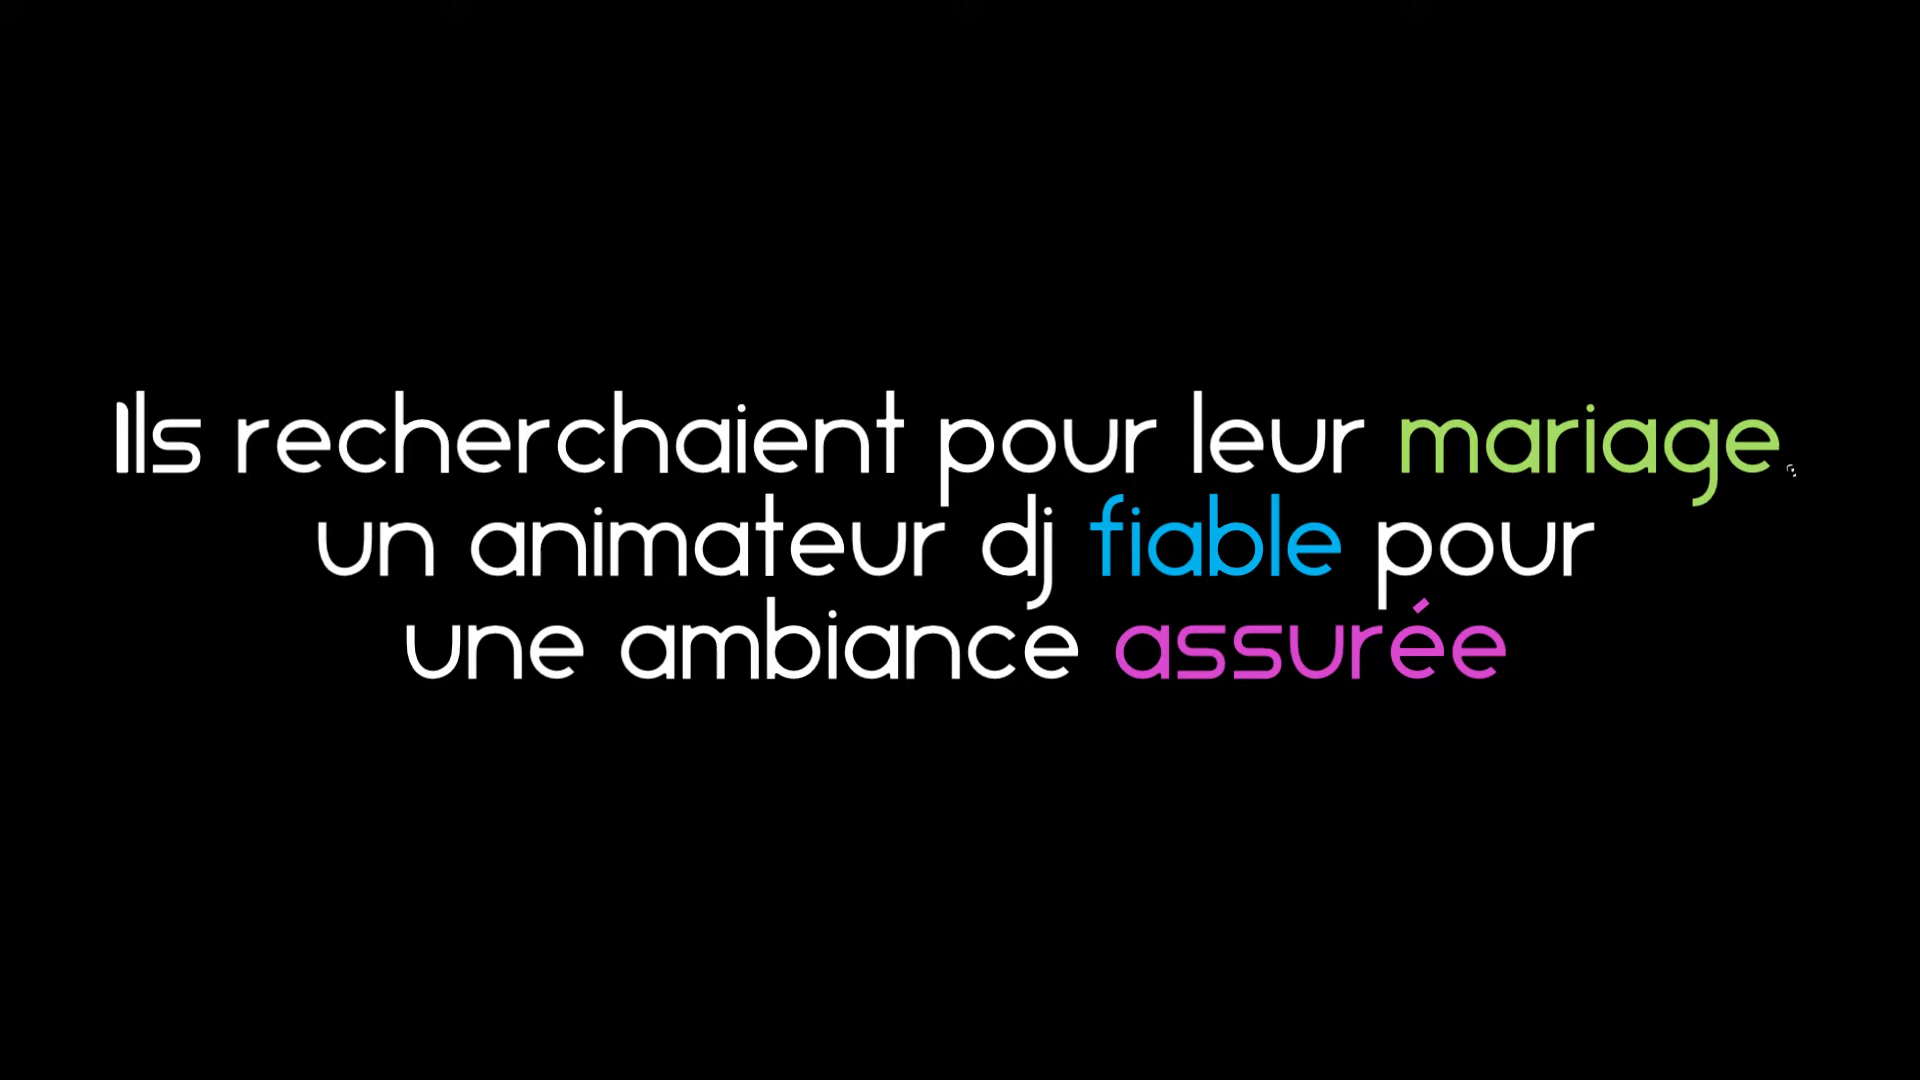 Ils recherchaient pour leur mariage,
un animateur dj fiable pour
une ambiance assurée